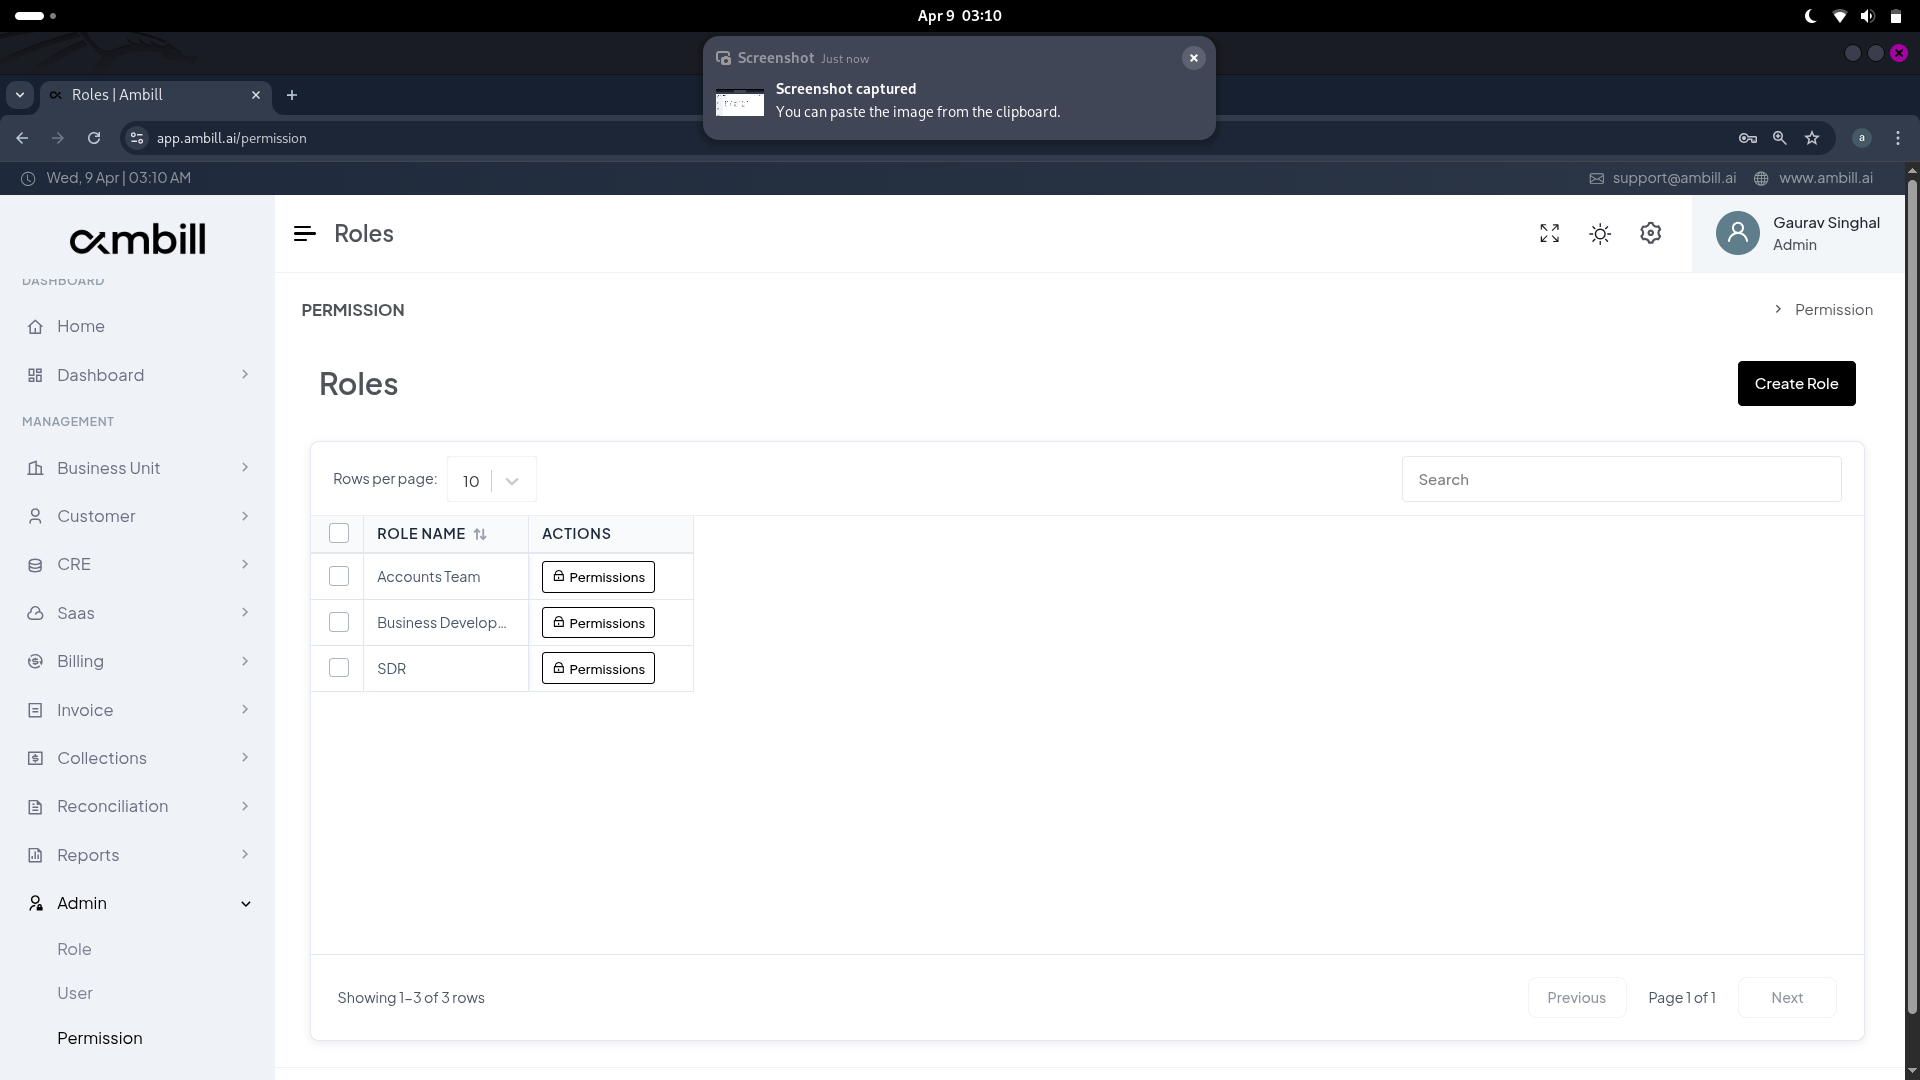 Apr 9 03:10
Screenshot Just now
Screenshot captured
You can paste the image from the clipboard.
Roles | Ambill
app.ambill.ai/permission
a
Wed, 9 Apr | 03:10 AM
support@ambill.ai
www.ambill.ai
ambill
Roles
Gaurav Singhal
Admin
DASHBOARD
Home
Dashboard
MANAGEMENT
Business Unit
Customer
CRE
Saas
Billing
Invoice
Collections
Reconciliation
Reports
Admin
Role
User
Permission
PERMISSION
Permission
Roles
Create Role
Rows per page: 10
Search
ROLE NAME ACTIONS
Accounts Team Permissions
Business Develop... Permissions
SDR Permissions
Showing 1–3 of 3 rows
Previous Page 1 of 1 Next